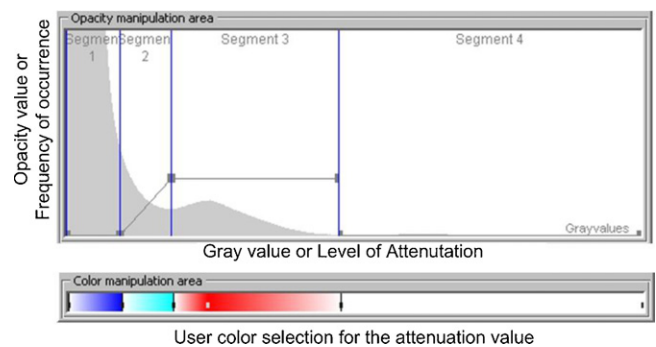 Opacity manipulation area
Segmen
1
Segmen
2
Segment 3
Segment 4
Opacity value or
Frequency of occurrence
Grayvalues
Gray value or Level of Attenutation
Color manipulation area
User color selection for the attenuation value